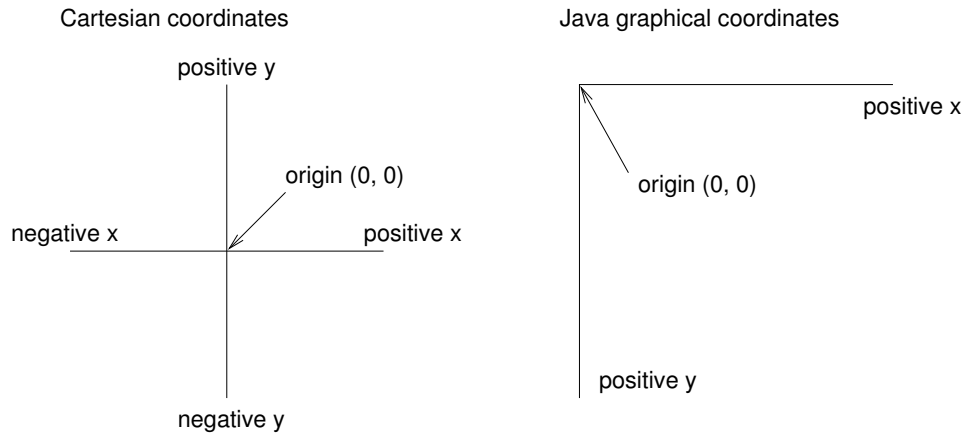 Cartesian coordinates
positive y
origin (0, 0)
negative x
positive x
negative y
Java graphical coordinates
positive x
origin (0, 0)
positive y